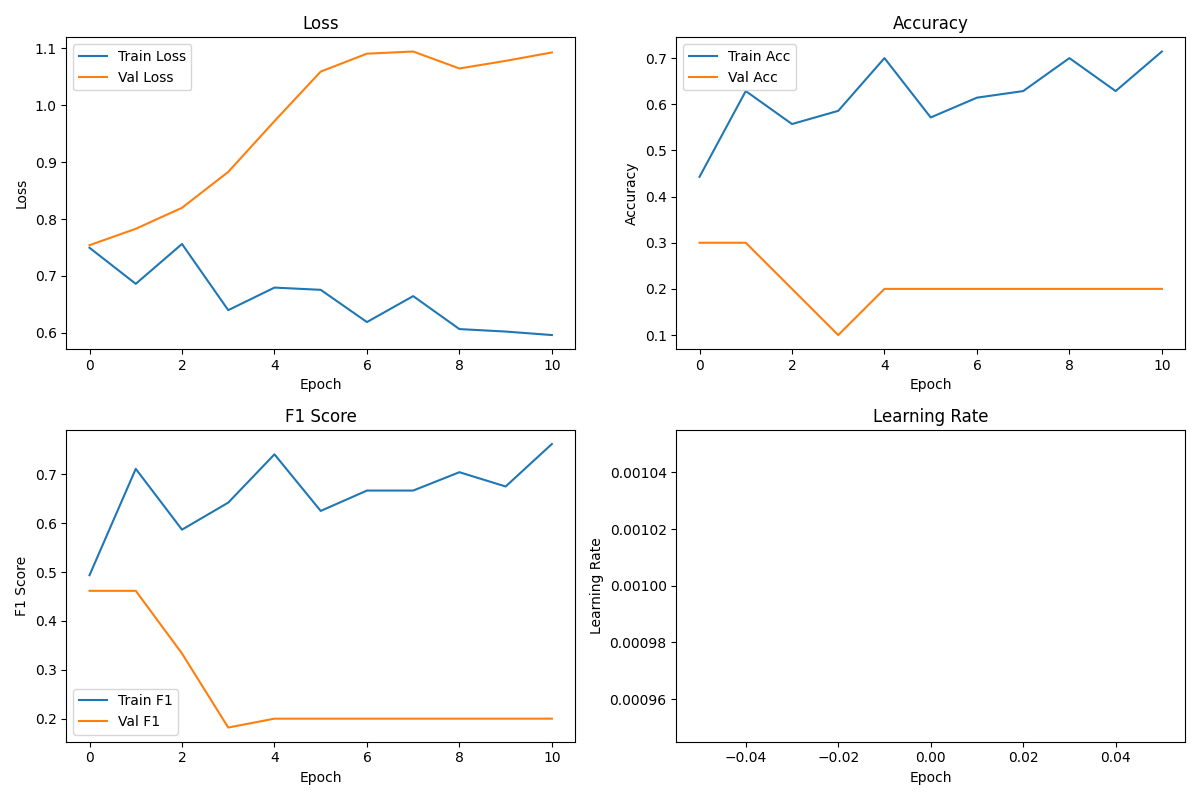 Loss
Train Loss
Val Loss
1.1
1.0
0.9
0.8
0.7
0.6
Loss
0 2 4 6 8 10
Epoch
Accuracy
Train Acc
Val Acc
0.7
0.6
0.5
0.4
0.3
0.2
0.1
Accuracy
0 2 4 6 8 10
Epoch
F1 Score
0.7
0.6
0.5
0.4
0.3
0.2
F1 Score
Train F1
Val F1
0 2 4 6 8 10
Epoch
Learning Rate
0.00104
0.00102
0.00100
0.00098
0.00096
Learning Rate
−0.04 −0.02 0.00 0.02 0.04
Epoch